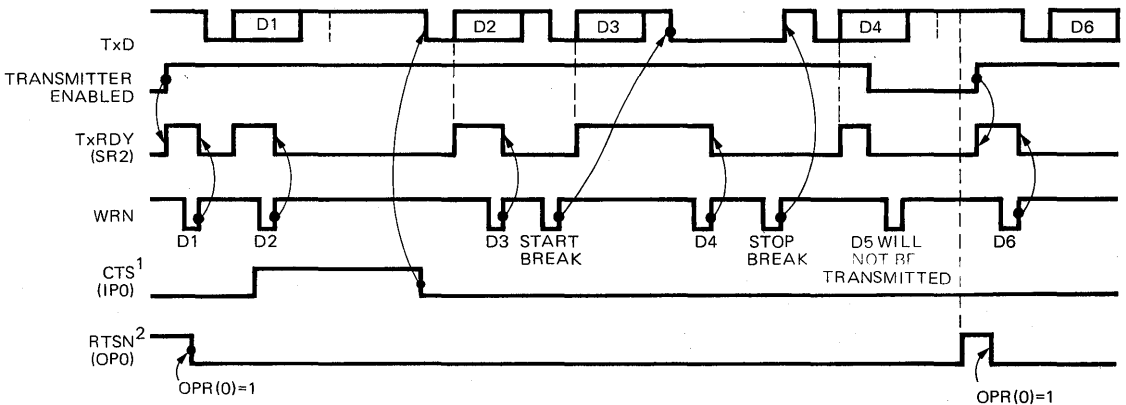 TxD
D1
D2
D3
D4
D6
TRANSMITTER
ENABLED
TxRDY
(SR2)
WRN
D1
D2
D3
START
BREAK
D4
STOP
BREAK
D5 WILL
NOT BE
TRANSMITTED
D6
CTS¹
(IP0)
RTSN²
(OP0)
OPR(0)=1
OPR(0)=1